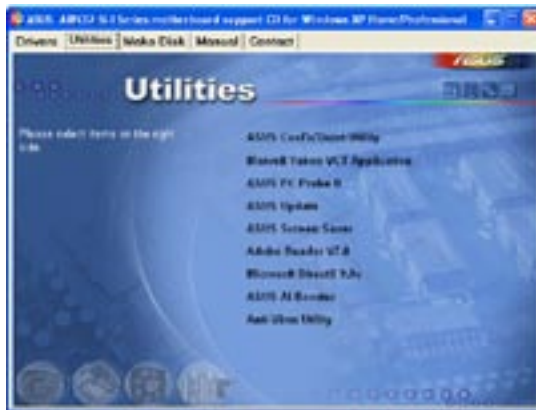 ASUS A8N32-SLI Series motherboard support CD for Windows XP Home/Professional
Drivers Utilities Make Disk Manual Contact
ASUS
Utilities
Please select items on the right side.
ASUS Cool'n'Quiet Utility
Marvell Yukon VCT Application
ASUS PC Probe II
ASUS Update
ASUS Screen Saver
Adobe Reader V7.0
Microsoft DirectX 9.0c
ASUS AI Booster
Anti-Virus Utility